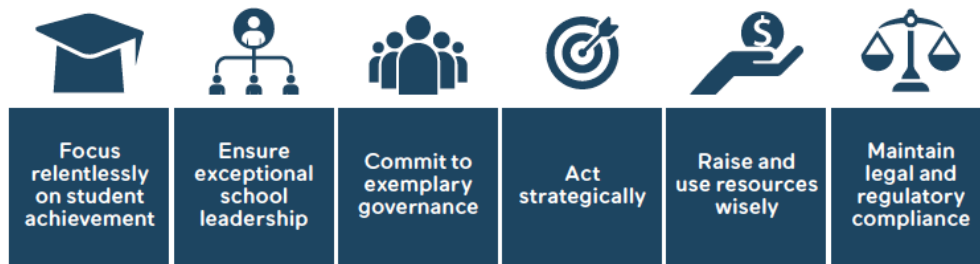 $
Focus
relentlessly
on student
achievement
Ensure
exceptional
school
leadership
Commit to
exemplary
governance
Act
strategically
Raise and
use resources
wisely
Maintain
legal and
regulatory
compliance